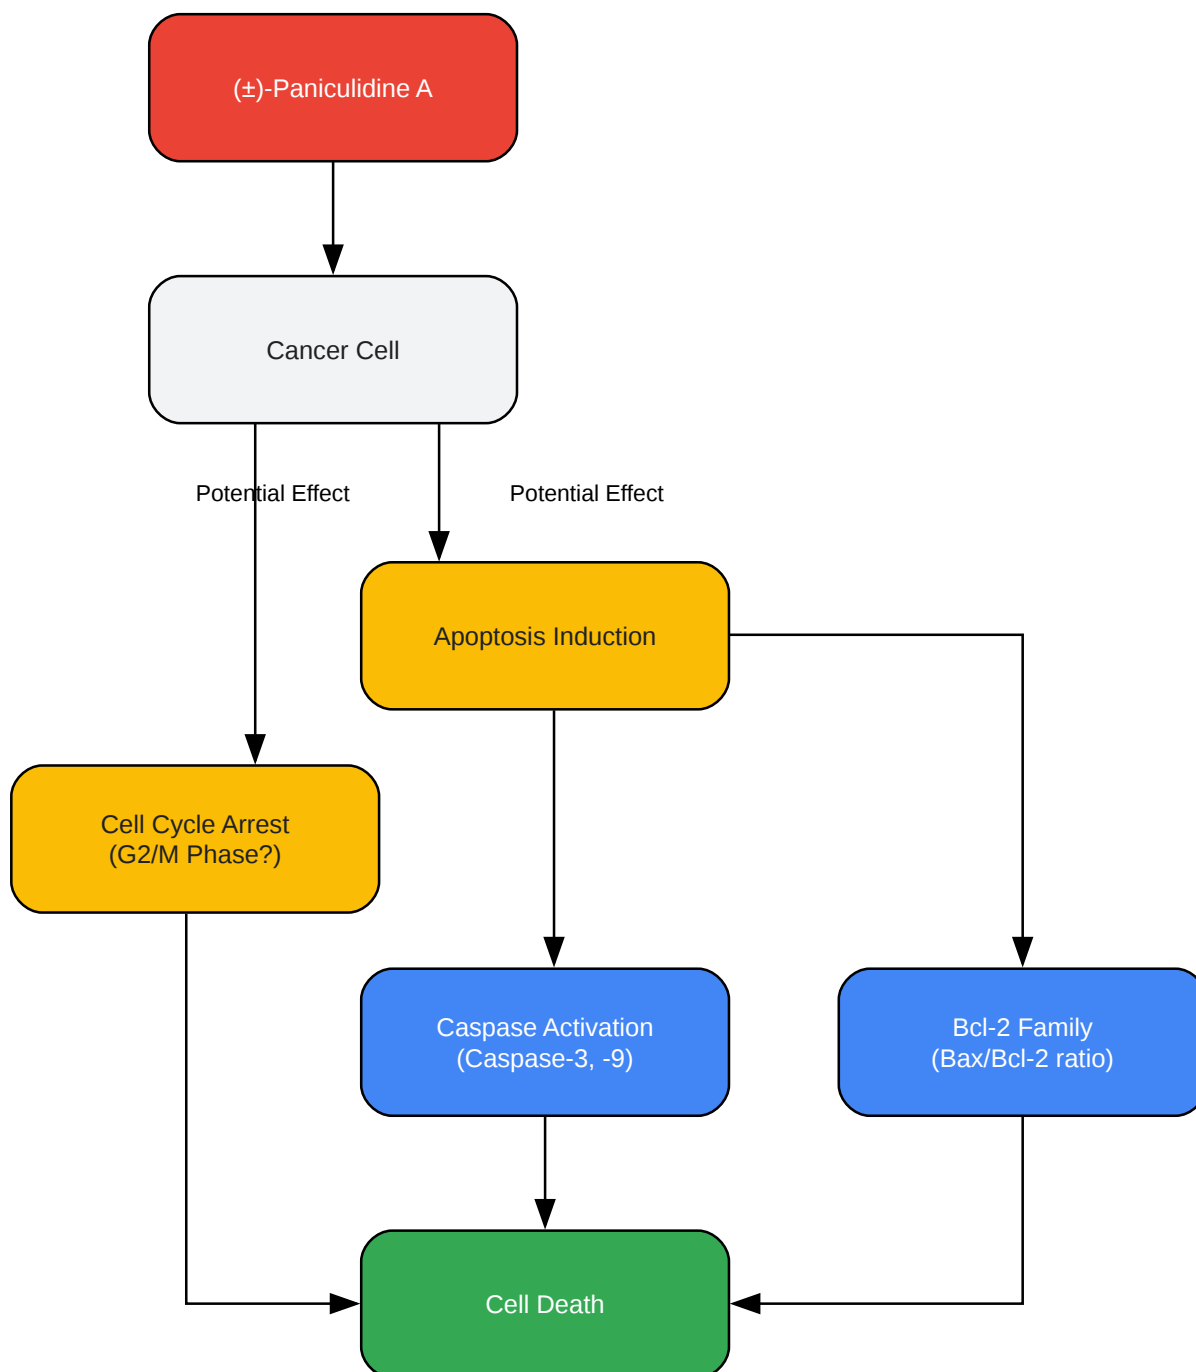 (±)-Paniculidine A
Cancer Cell
Potential Effect
Potential Effect
Apoptosis Induction
Cell Cycle Arrest
(G2/M Phase?)
Caspase Activation
(Caspase-3, -9)
Bcl-2 Family
(Bax/Bcl-2 ratio)
Cell Death